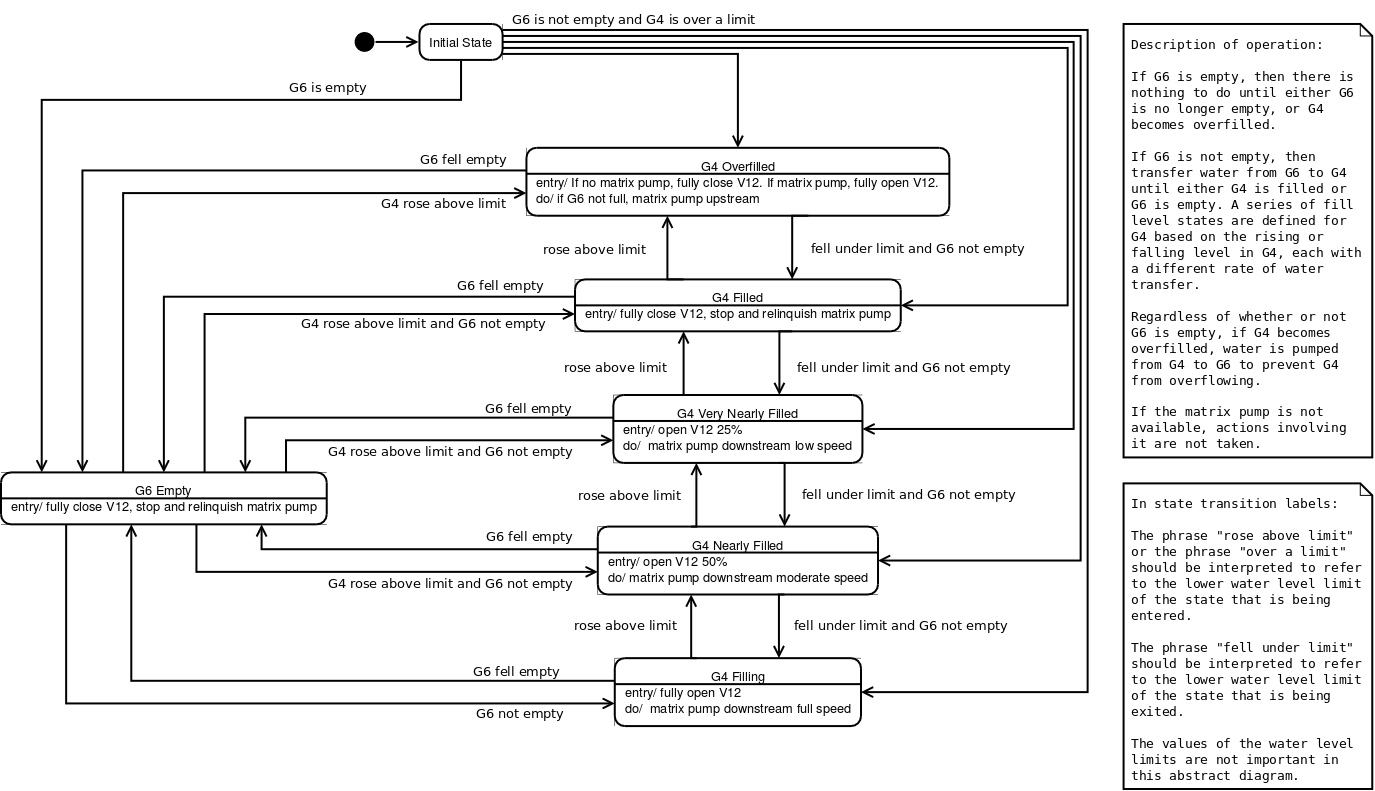 G6 is not empty and G4 is over a limit
Initial State
G6 is empty
G6 fell empty
G4 Overfilled
entry/ If no matrix pump, fully close V12. If matrix pump, fully open V12.
do/ if G6 not full, matrix pump upstream
G4 rose above limit
rose above limit
fell under limit and G6 not empty
G6 fell empty
G4 Filled
entry/ fully close V12, stop and relinquish matrix pump
G4 rose above limit and G6 not empty
rose above limit
fell under limit and G6 not empty
G6 fell empty
G4 Very Nearly Filled
entry/ open V12 25%
do/  matrix pump downstream low speed
G4 rose above limit and G6 not empty
G6 Empty
entry/ fully close V12, stop and relinquish matrix pump
rose above limit
fell under limit and G6 not empty
G6 fell empty
G4 Nearly Filled
entry/ open V12 50%
do/ matrix pump downstream moderate speed
G4 rose above limit and G6 not empty
rose above limit
fell under limit and G6 not empty
G6 fell empty
G4 Filling
entry/ fully open V12
do/  matrix pump downstream full speed
G6 not empty
Description of operation:
If G6 is empty, then there is
nothing to do until either G6
is no longer empty, or G4
becomes overfilled.
If G6 is not empty, then
transfer water from G6 to G4
until either G4 is filled or
G6 is empty. A series of fill
level states are defined for
G4 based on the rising or
falling level in G4, each with
a different rate of water
transfer.
Regardless of whether or not
G6 is empty, if G4 becomes
overfilled, water is pumped
from G4 to G6 to prevent G4
from overflowing.
If the matrix pump is not
available, actions involving
it are not taken.
In state transition labels:
The phrase "rose above limit"
or the phrase "over a limit"
should be interpreted to refer
to the lower water level limit
of the state that is being
entered.
The phrase "fell under limit"
should be interpreted to refer
to the lower water level limit
of the state that is being
exited.
The values of the water level
limits are not important in
this abstract diagram.